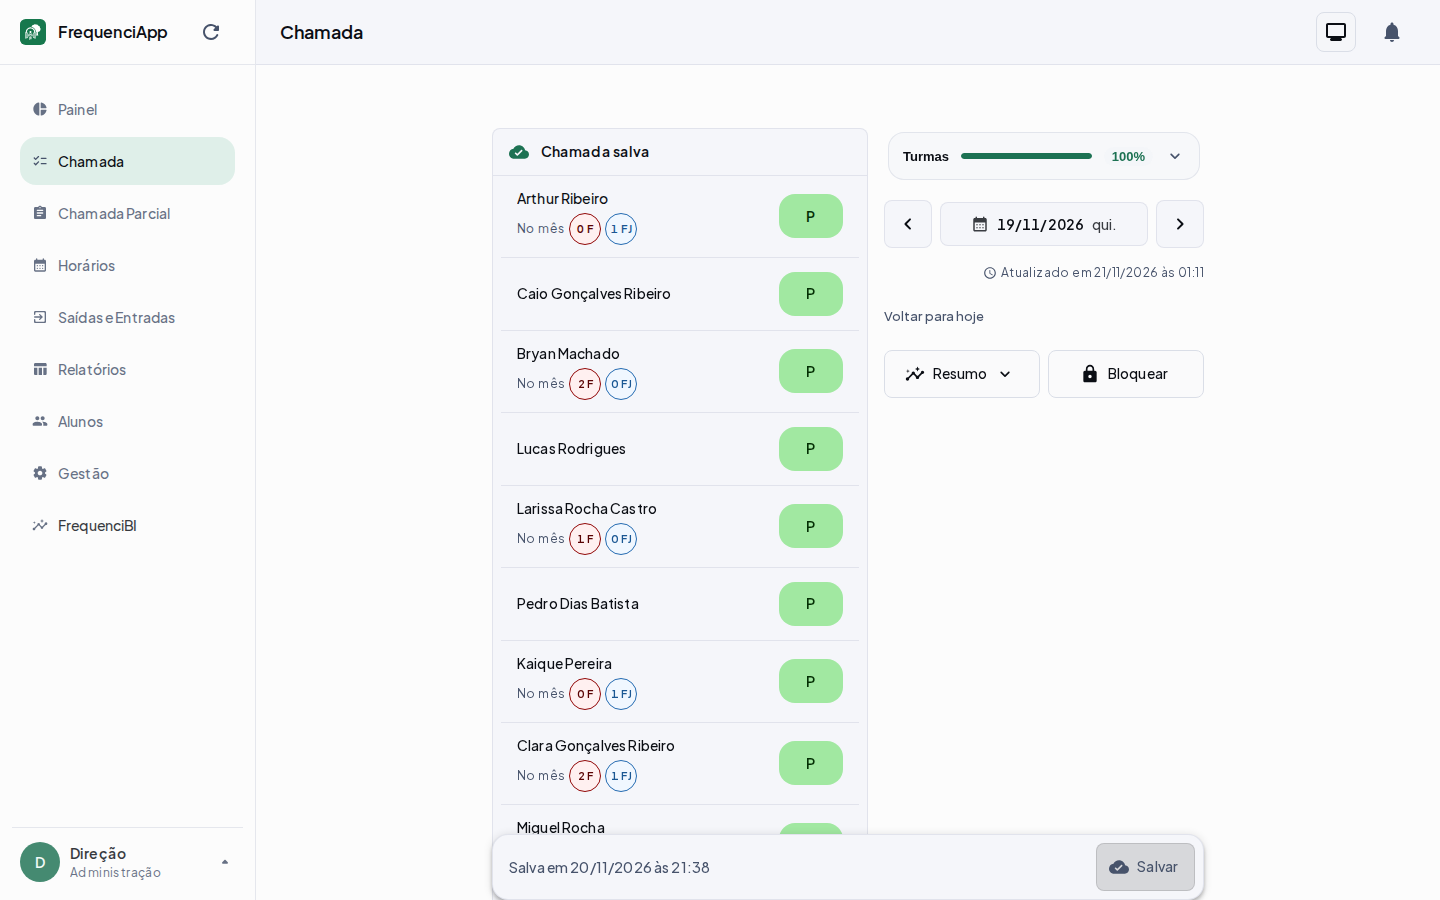 FrequenciApp
Painel
Chamada
Chamada Parcial
Horários
Saídas e Entradas
Relatórios
Alunos
Gestão
FrequenciBI
D
Direção
Administração
Chamada
Chamada salva
Arthur Ribeiro
No mês 0 F 1 FJ
P
Caio Gonçalves Ribeiro
P
Bryan Machado
No mês 2 F 0 FJ
P
Lucas Rodrigues
P
Larissa Rocha Castro
No mês 1 F 0 FJ
P
Pedro Dias Batista
P
Kaique Pereira
No mês 0 F 1 FJ
P
Clara Gonçalves Ribeiro
No mês 2 F 1 FJ
P
Miguel Rocha
Salva em 20/11/2026 às 21:38
Salvar
Turmas 100%
19/11/2026 qui.
Atualizado em 21/11/2026 às 01:11
Voltar para hoje
Resumo
Bloquear